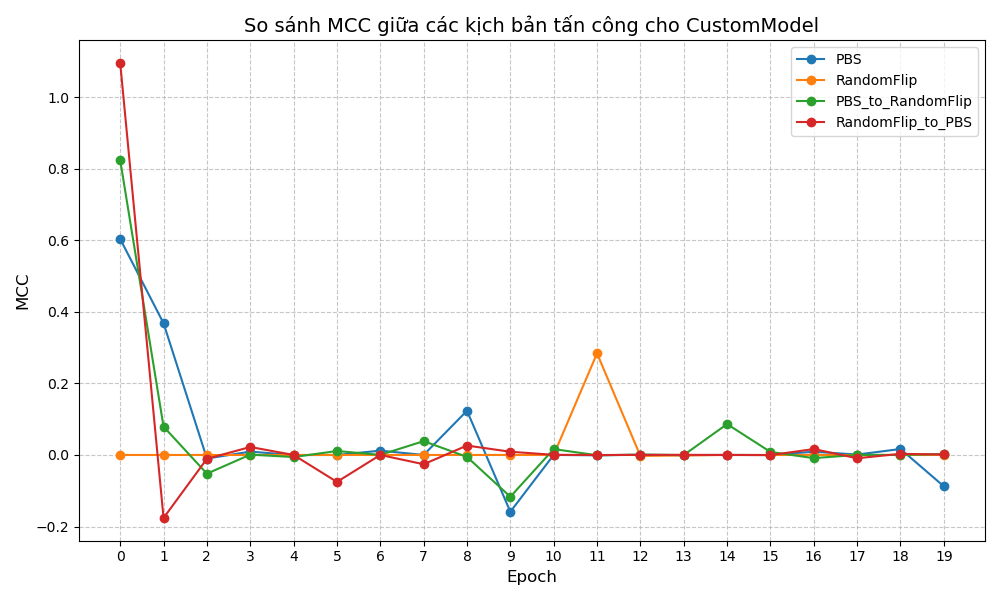 So sánh MCC giữa các kịch bản tấn công cho CustomModel
PBS
RandomFlip
PBS_to_RandomFlip
RandomFlip_to_PBS
MCC
1.0
0.8
0.6
0.4
0.2
0.0
−0.2
0 1 2 3 4 5 6 7 8 9 10 11 12 13 14 15 16 17 18 19
Epoch